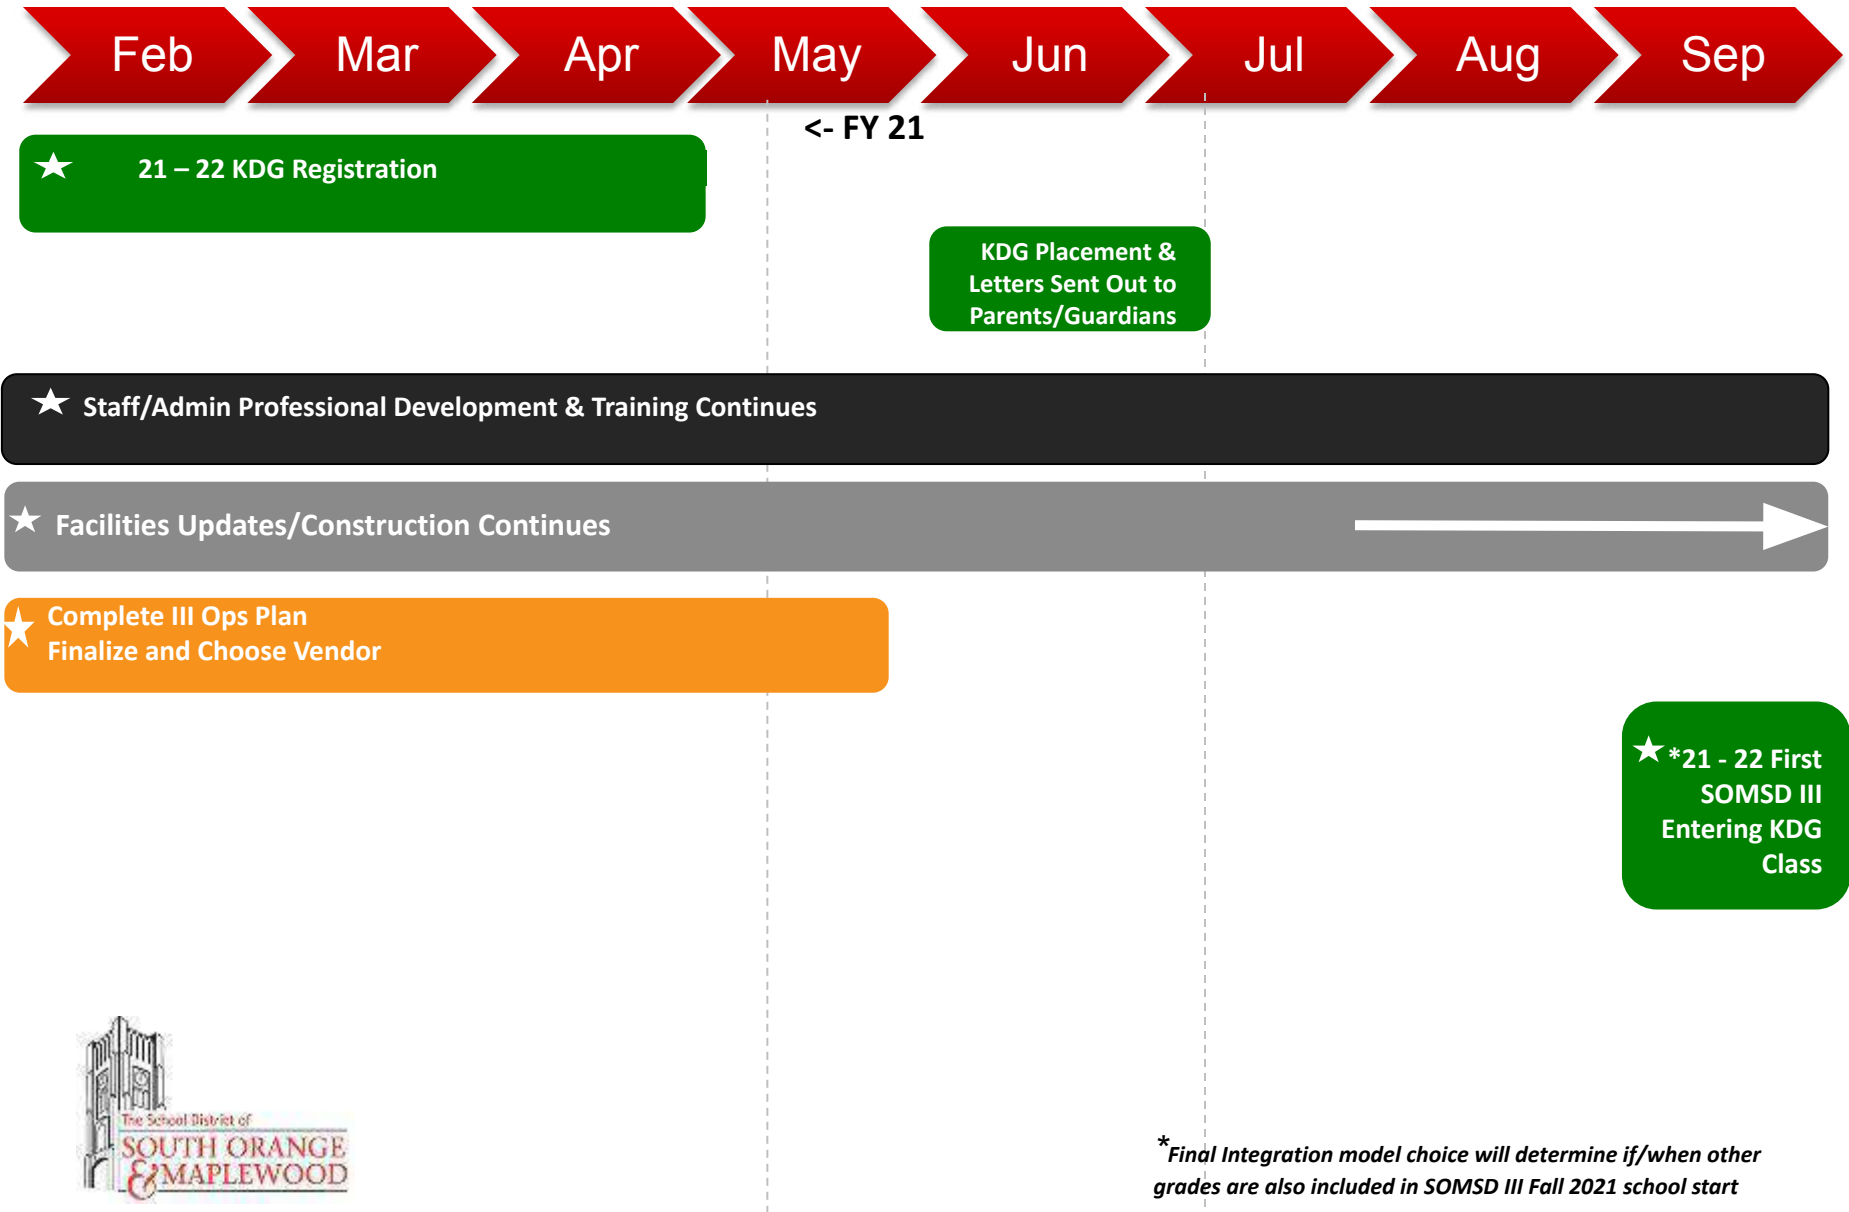 Feb Mar Apr May Jun Jul Aug Sep
<- FY 21
21 – 22 KDG Registration
KDG Placement &
Letters Sent Out to
Parents/Guardians
Staff/Admin Professional Development & Training Continues
Facilities Updates/Construction Continues
Complete III Ops Plan
Finalize and Choose Vendor
*21 - 22 First
SOMSD III
Entering KDG
Class
The School District of
SOUTH ORANGE
& MAPLEWOOD
*Final Integration model choice will determine if/when other
grades are also included in SOMSD III Fall 2021 school start